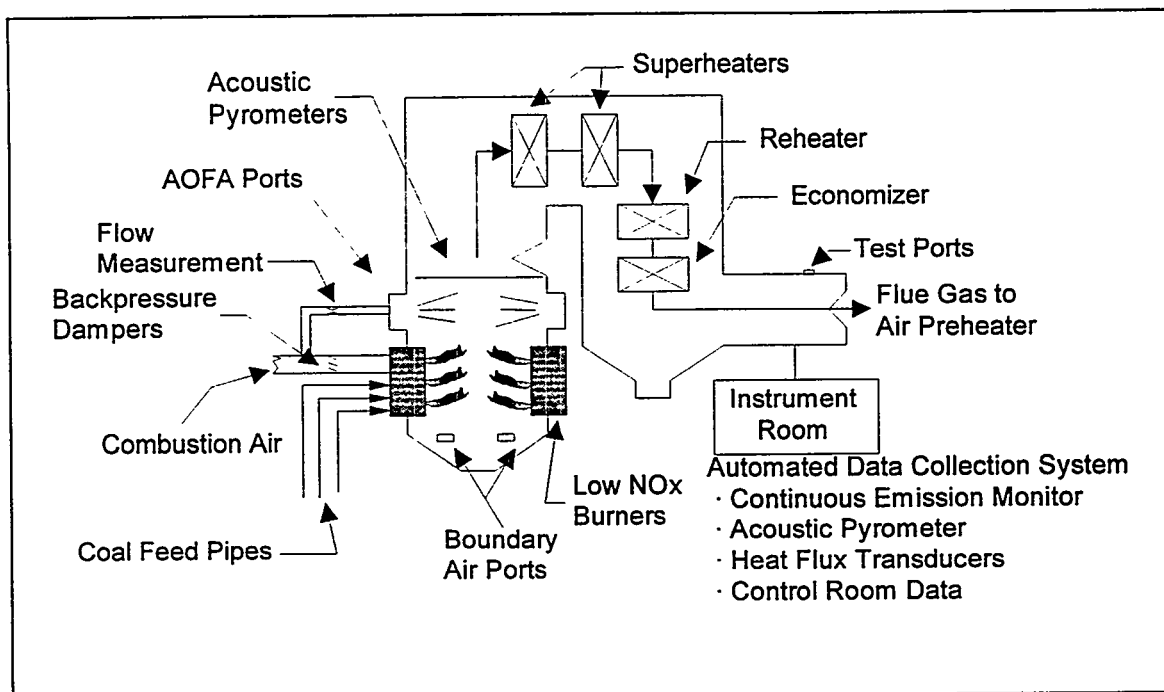 Superheaters
Acoustic
Pyrometers
Reheater
AOFA Ports
Economizer
Flow
Measurement
Test Ports
Backpressure
Dampers
Flue Gas to
Air Preheater
Combustion Air
Instrument
Room
Low NOx
Burners
Coal Feed Pipes
Boundary
Air Ports
Automated Data Collection System
· Continuous Emission Monitor
· Acoustic Pyrometer
· Heat Flux Transducers
· Control Room Data